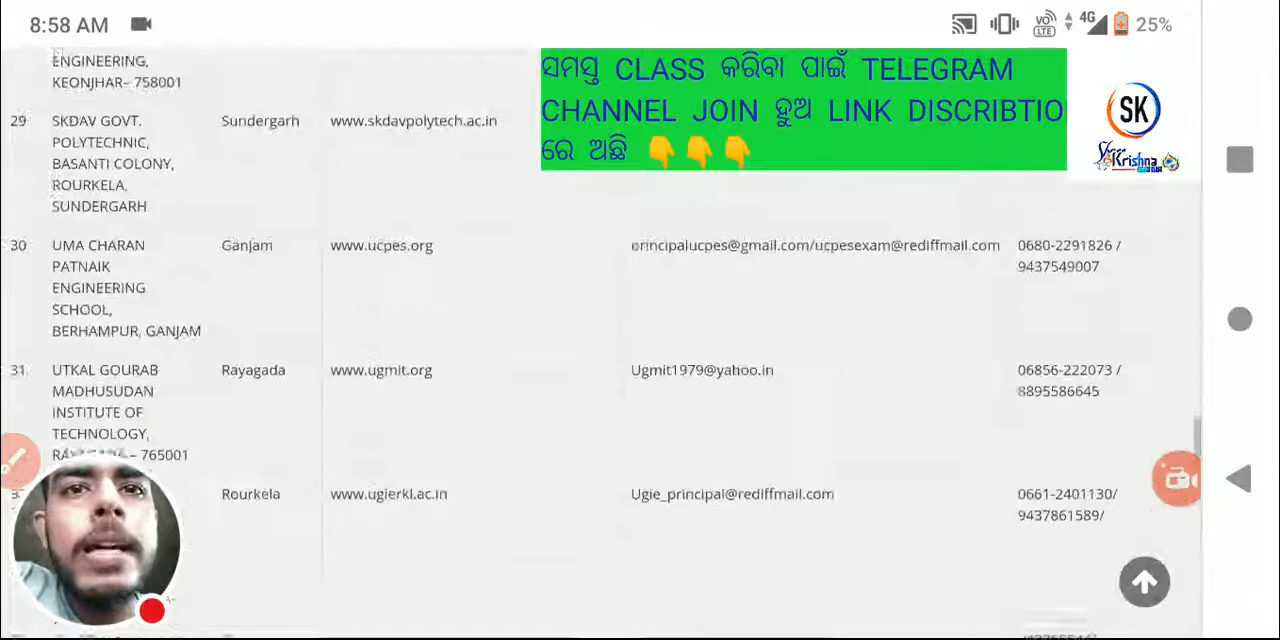 8:58 AM
VO
LTE
4G
25%
ENGINEERING,
KEONJHAR– 758001
ସମସ୍ତ CLASS କରିବା ପାଇଁ TELEGRAM
CHANNEL JOIN ହୁଅ LINK DISCRIBTIO
ରେ ଅଛି 👇👇👇
SK
Krishna
29 SKDAV GOVT. Sundergarh www.skdavpolytech.ac.in
POLYTECHNIC,
BASANTI COLONY,
ROURKELA,
SUNDERGARH
30 UMA CHARAN Ganjam www.ucpes.org principalucpes@gmail.com/ucpesexam@rediffmail.com 0680-2291826 /
PATNAIK 9437549007
ENGINEERING
SCHOOL,
BERHAMPUR, GANJAM
31 UTKAL GOURAB Rayagada www.ugmit.org Ugmit1979@yahoo.in 06856-222073 /
MADHUSUDAN 8895586645
INSTITUTE OF
TECHNOLOGY,
– 765001
Rourkela www.ugierkl.ac.in Ugie_principal@rediffmail.com 0661-2401130/
9437861589/